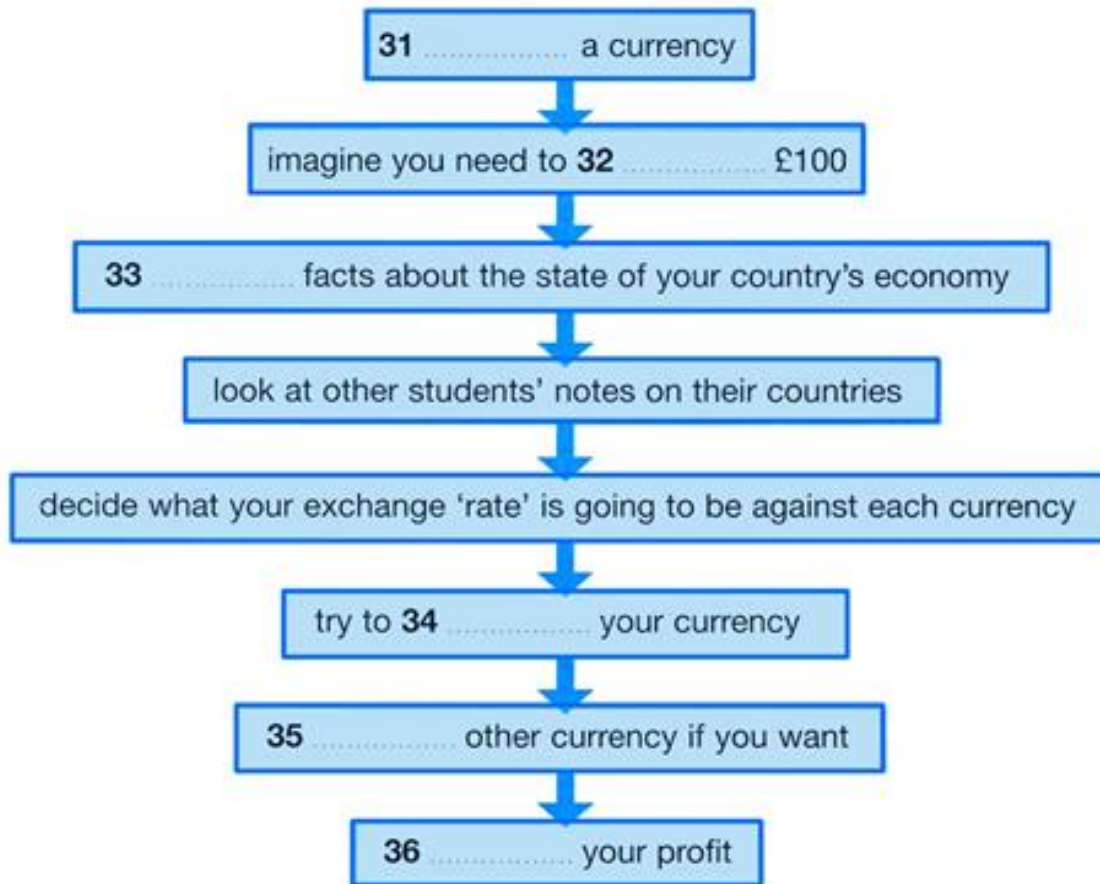 31 ................ a currency
imagine you need to 32 ................ £100
33 ................ facts about the state of your country's economy
look at other students' notes on their countries
decide what your exchange 'rate' is going to be against each currency
try to 34 ................ your currency
35 ................ other currency if you want
36 ................ your profit